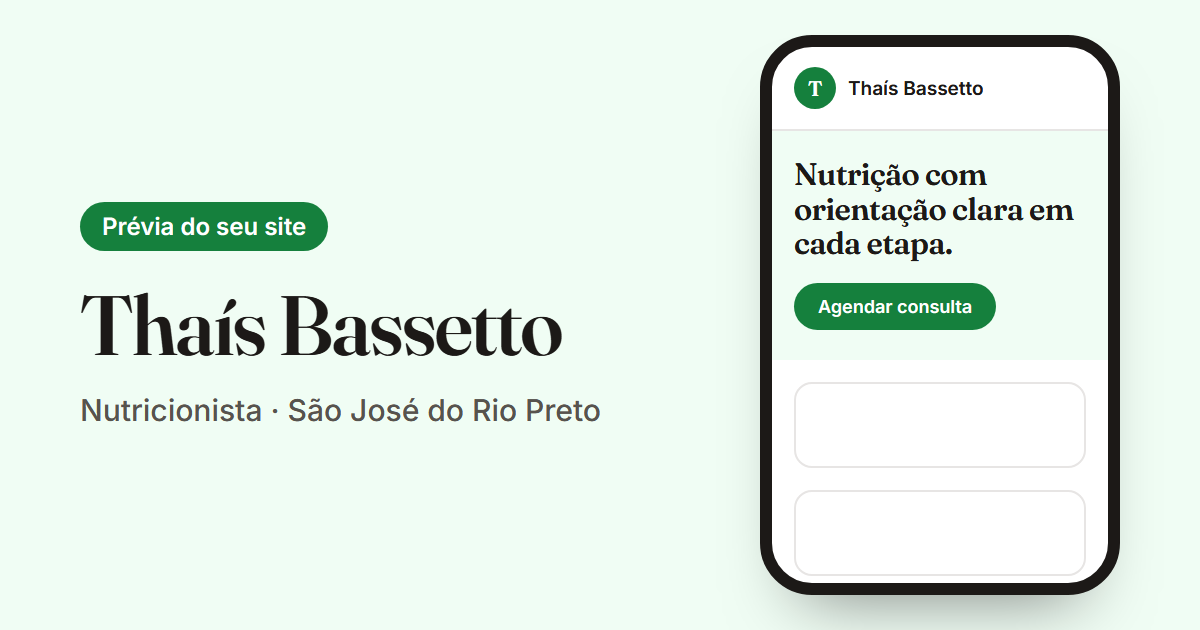 Prévia do seu site
Thaís Bassetto
Nutricionista · São José do Rio Preto
T
Thaís Bassetto
Nutrição com
orientação clara em
cada etapa.
Agendar consulta